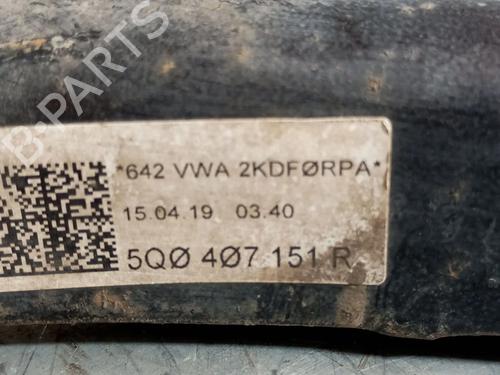 B-PARTS
*642 VWA 2KDFØRPA*
15.04.19 03.40
5QØ 4Ø7 151 R